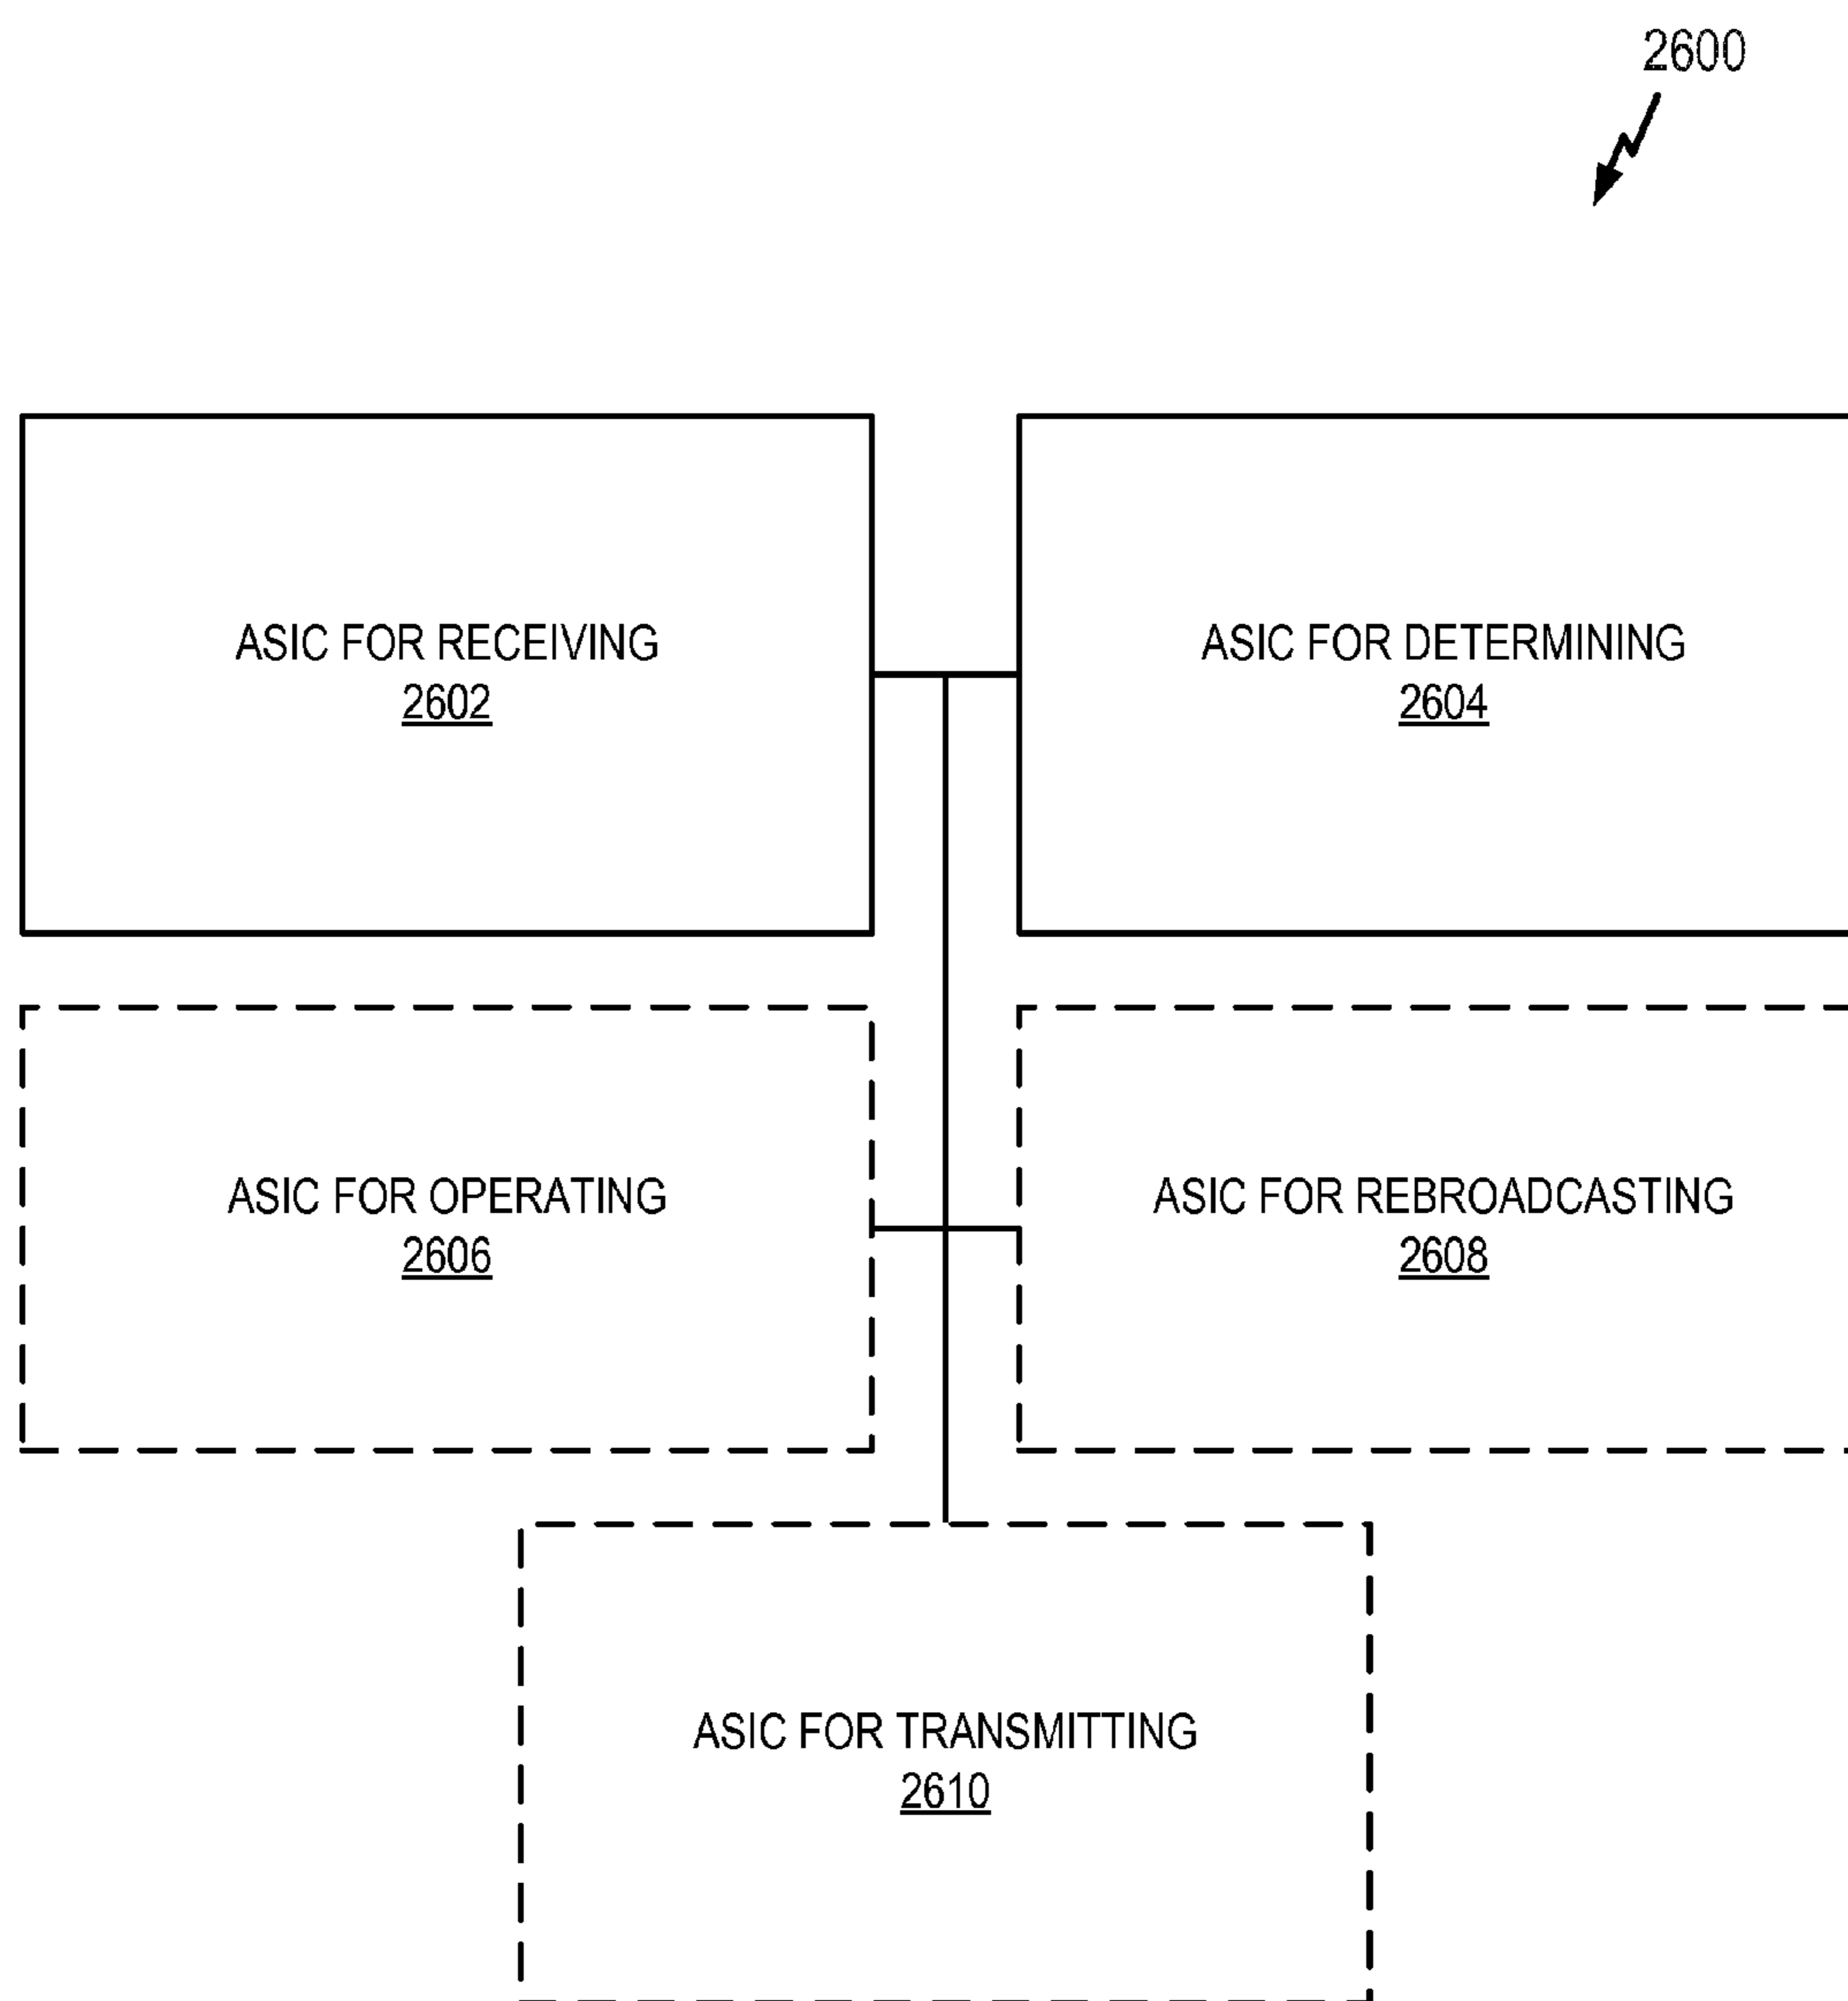 2600
ASIC FOR RECEIVING
2602
ASIC FOR DETERMINING
2604
ASIC FOR OPERATING
2606
ASIC FOR REBROADCASTING
2608
ASIC FOR TRANSMITTING
2610